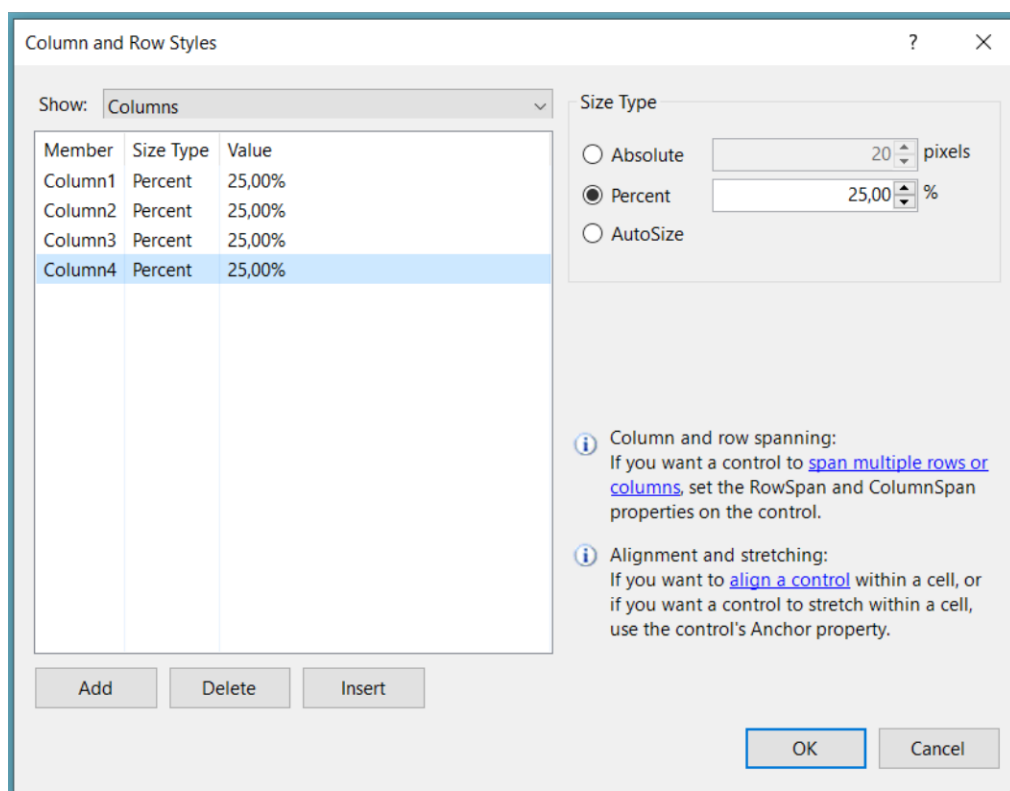 Column and Row Styles
?
Show: Columns
Member Size Type Value
Column1 Percent 25,00%
Column2 Percent 25,00%
Column3 Percent 25,00%
Column4 Percent 25,00%
Add Delete Insert
Size Type
Absolute 20 pixels
Percent 25,00 %
AutoSize
Column and row spanning:
If you want a control to span multiple rows or
columns, set the RowSpan and ColumnSpan
properties on the control.
Alignment and stretching:
If you want to align a control within a cell, or
if you want a control to stretch within a cell,
use the control's Anchor property.
OK Cancel